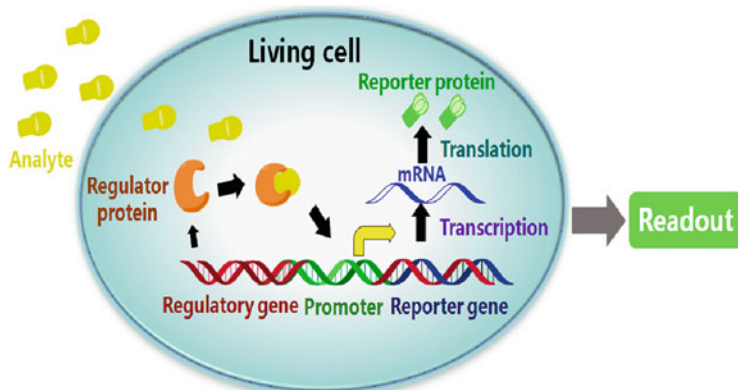 Living cell
Reporter protein
Analyte
Translation
Regulator
protein
mRNA
Transcription
Readout
Regulatory gene Promoter Reporter gene